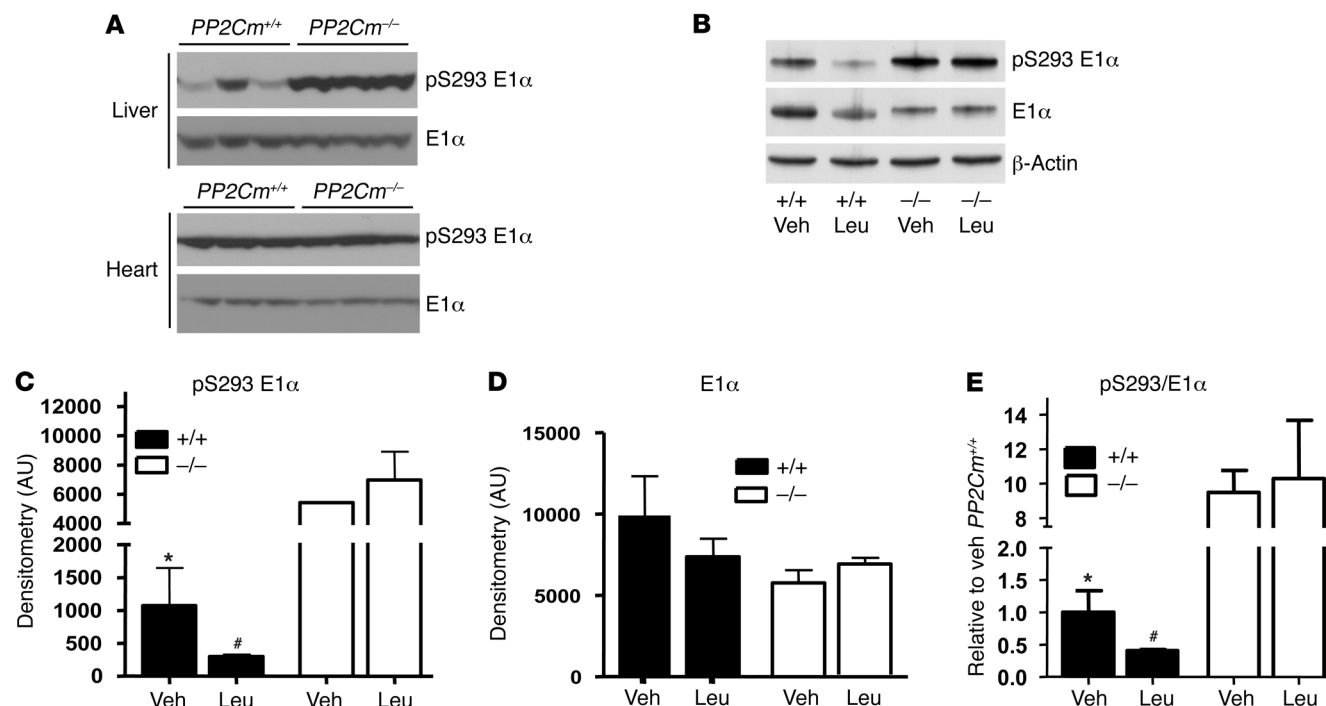 A
PP2Cm+/+ PP2Cm–/–
Liver
pS293 E1α
E1α
PP2Cm+/+ PP2Cm–/–
Heart
pS293 E1α
E1α
B
pS293 E1α
E1α
β-Actin
+/+ +/+ –/– –/–
Veh Leu Veh Leu
C
pS293 E1α
Densitometry (AU)
12000
10000
8000
6000
4000
2000
1500
1000
500
0
+/+
–/–
*
#
Veh Leu Veh Leu
D
E1α
Densitometry (AU)
15000
10000
5000
0
+/+
–/–
Veh Leu Veh Leu
E
pS293/E1α
Relative to veh PP2Cm+/+
14
12
10
8
2.0
1.5
1.0
0.5
0
+/+
–/–
*
#
Veh Leu Veh Leu